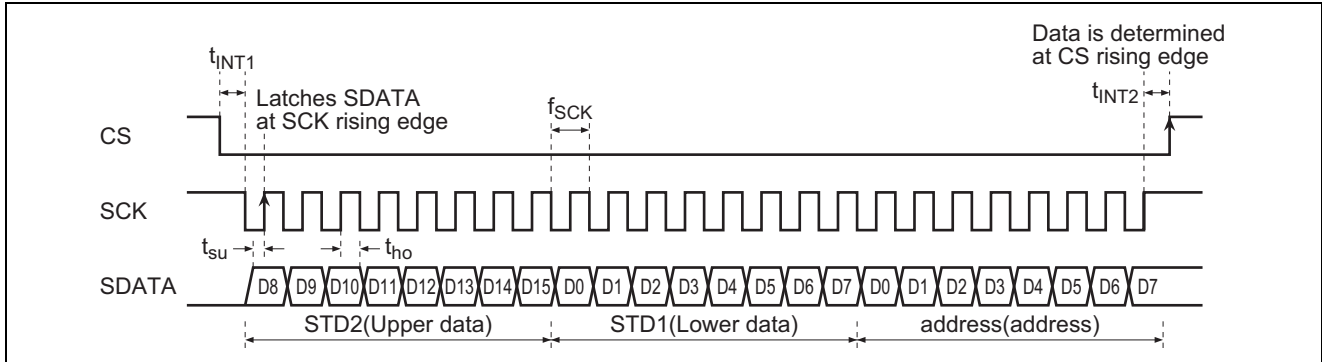 Data is determined
at CS rising edge
tINT1
Latches SDATA
at SCK rising edge
fSCK
tINT2
CS
SCK
tsu
tho
SDATA
D8 D9 D10 D11 D12 D13 D14 D15 D0 D1 D2 D3 D4 D5 D6 D7 D0 D1 D2 D3 D4 D5 D6 D7
STD2(Upper data) STD1(Lower data) address(address)